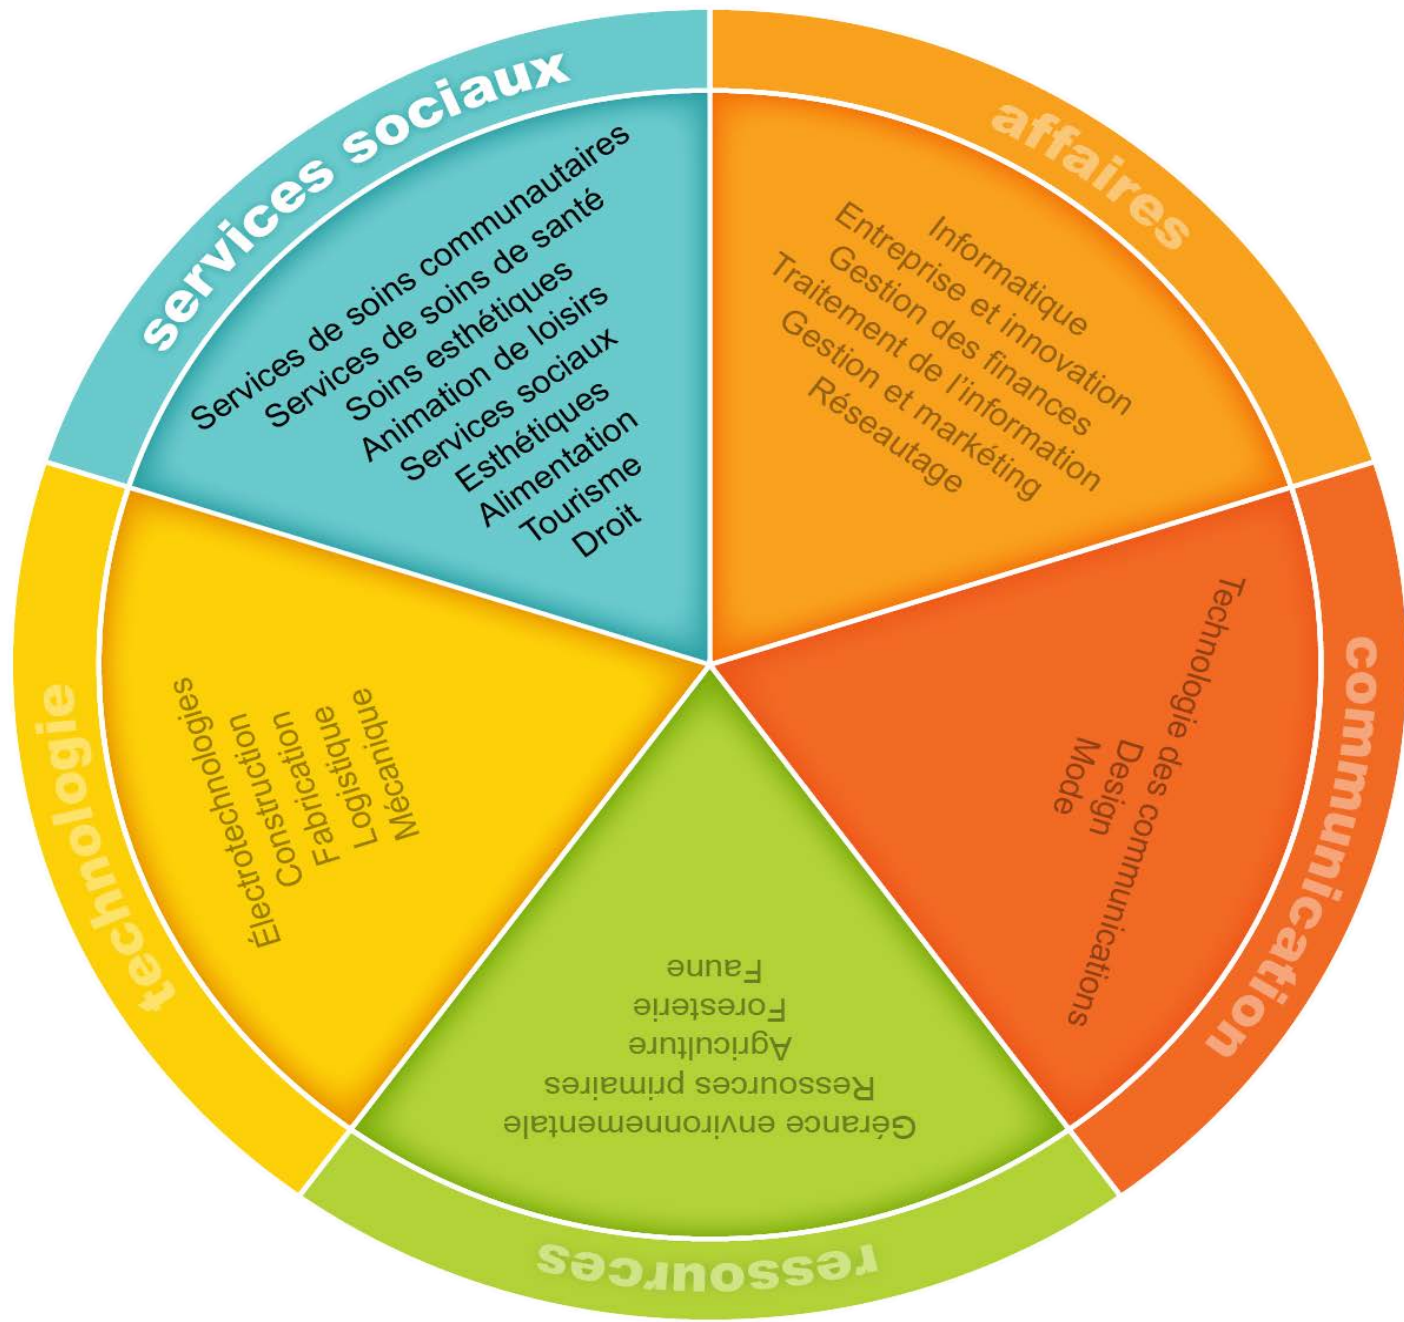 services sociaux
Services de soins communautaires
Services de soins de santé
Soins esthétiques
Animation de loisirs
Services sociaux
Esthétiques
Alimentation
Tourisme
Droit
affaires
Informatique
Entreprise et innovation
Gestion des finances
Traitement de l'information
Gestion et markéting
Réseautage
communication
Technologie des communications
Design
Mode
ressources
Gérance environnementale
Ressources primaires
Agriculture
Foresterie
Faune
technologie
Électrotechnologies
Construction
Fabrication
Logistique
Mécanique